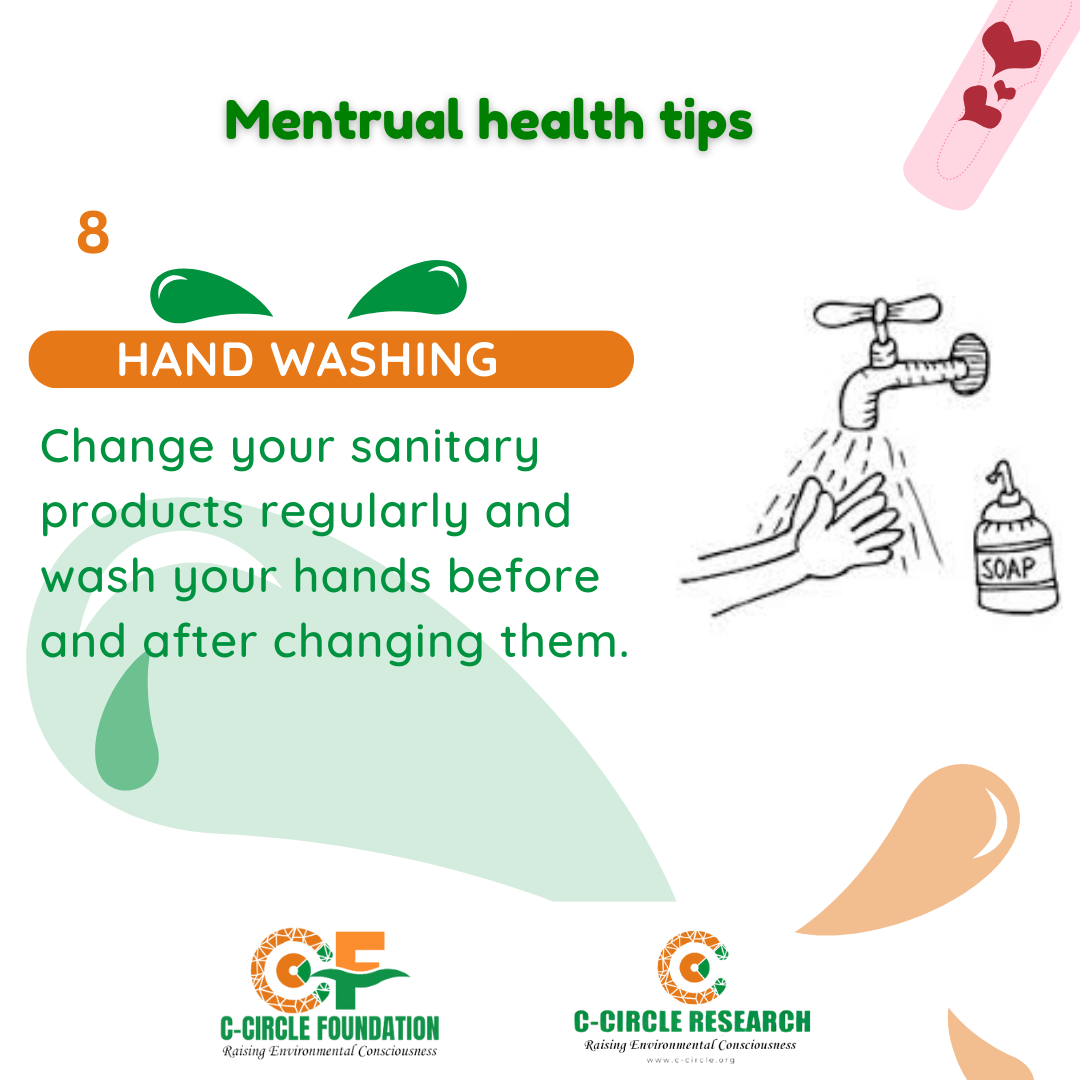 Mentrual health tips
8
HAND WASHING
Change your sanitary
products regularly and
wash your hands before
and after changing them.
SOAP
CF
C-CIRCLE FOUNDATION
Raising Environmental Consciousness
C
C-CIRCLE RESEARCH
Raising Environmental Consciousness
www.c-circle.org